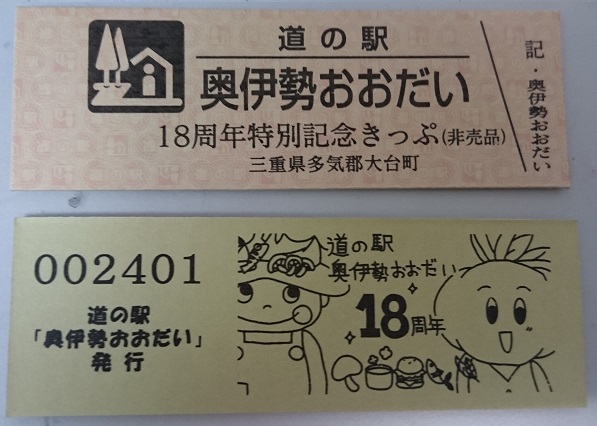 道の駅
奥伊勢おおだい
18周年特別記念きっぷ(非売品)
三重県多気郡大台町
記・奥伊勢おおだい
002401
道の駅
「奥伊勢おおだい」
発行
道の駅
奥伊勢おおだい
18周年